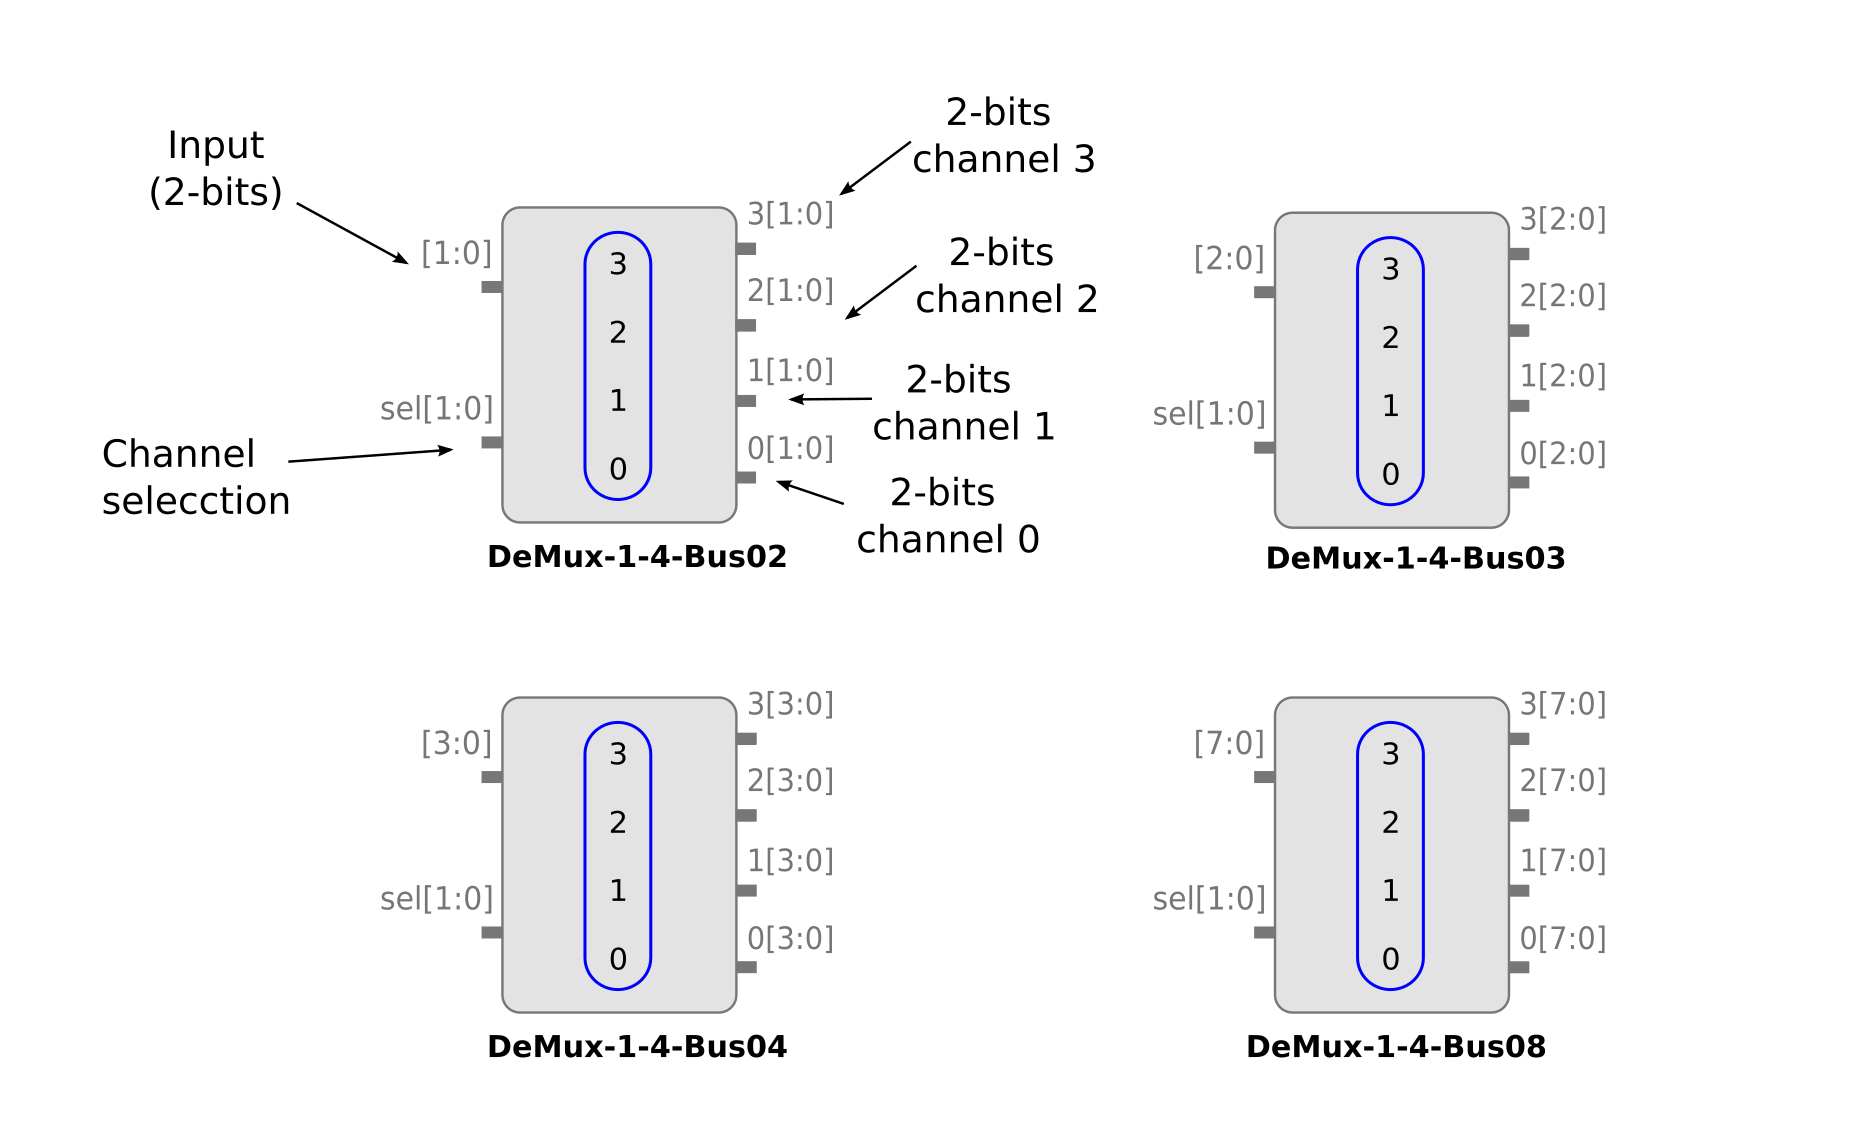 2-bits
channel 3
Input
(2-bits)
3[1:0]
[1:0]
3
2-bits
channel 2
2[1:0]
2
1[1:0]
2-bits
channel 1
sel[1:0]
1
0[1:0]
Channel
selecction
0
2-bits
channel 0
DeMux-1-4-Bus02
3[2:0]
[2:0]
3
2[2:0]
2
1[2:0]
sel[1:0]
1
0[2:0]
0
DeMux-1-4-Bus03
3[3:0]
[3:0]
3
2[3:0]
2
1[3:0]
sel[1:0]
1
0[3:0]
0
DeMux-1-4-Bus04
3[7:0]
[7:0]
3
2[7:0]
2
1[7:0]
sel[1:0]
1
0[7:0]
0
DeMux-1-4-Bus08